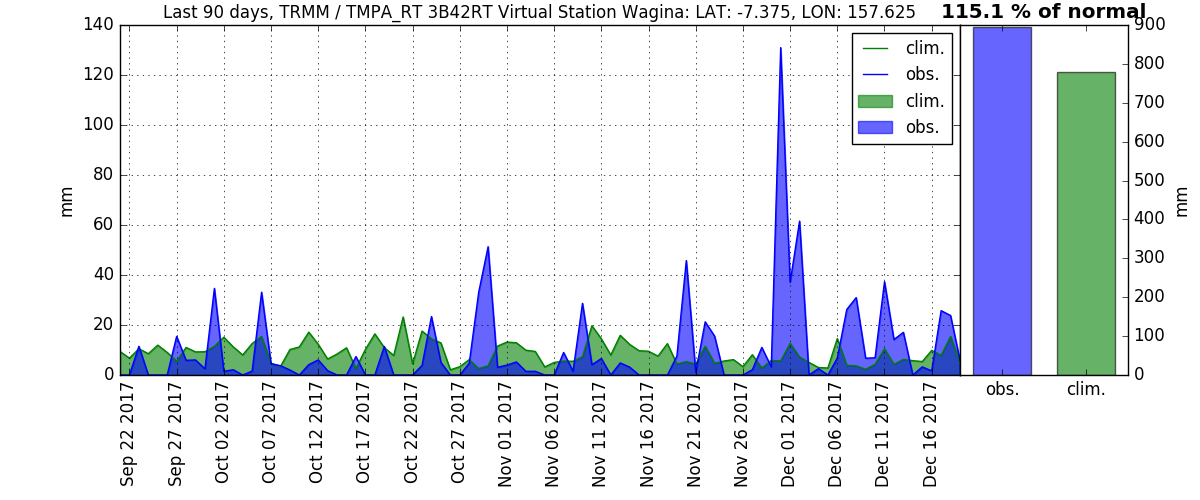 Last 90 days, TRMM / TMPA_RT 3B42RT Virtual Station Wagina: LAT: -7.375, LON: 157.625
115.1 % of normal
140
120
100
80
60
40
20
0
mm
clim.
obs.
clim.
obs.
Sep 22 2017
Sep 27 2017
Oct 02 2017
Oct 07 2017
Oct 12 2017
Oct 17 2017
Oct 22 2017
Oct 27 2017
Nov 01 2017
Nov 06 2017
Nov 11 2017
Nov 16 2017
Nov 21 2017
Nov 26 2017
Dec 01 2017
Dec 06 2017
Dec 11 2017
Dec 16 2017
900
800
700
600
500
400
300
200
100
0
mm
obs.
clim.